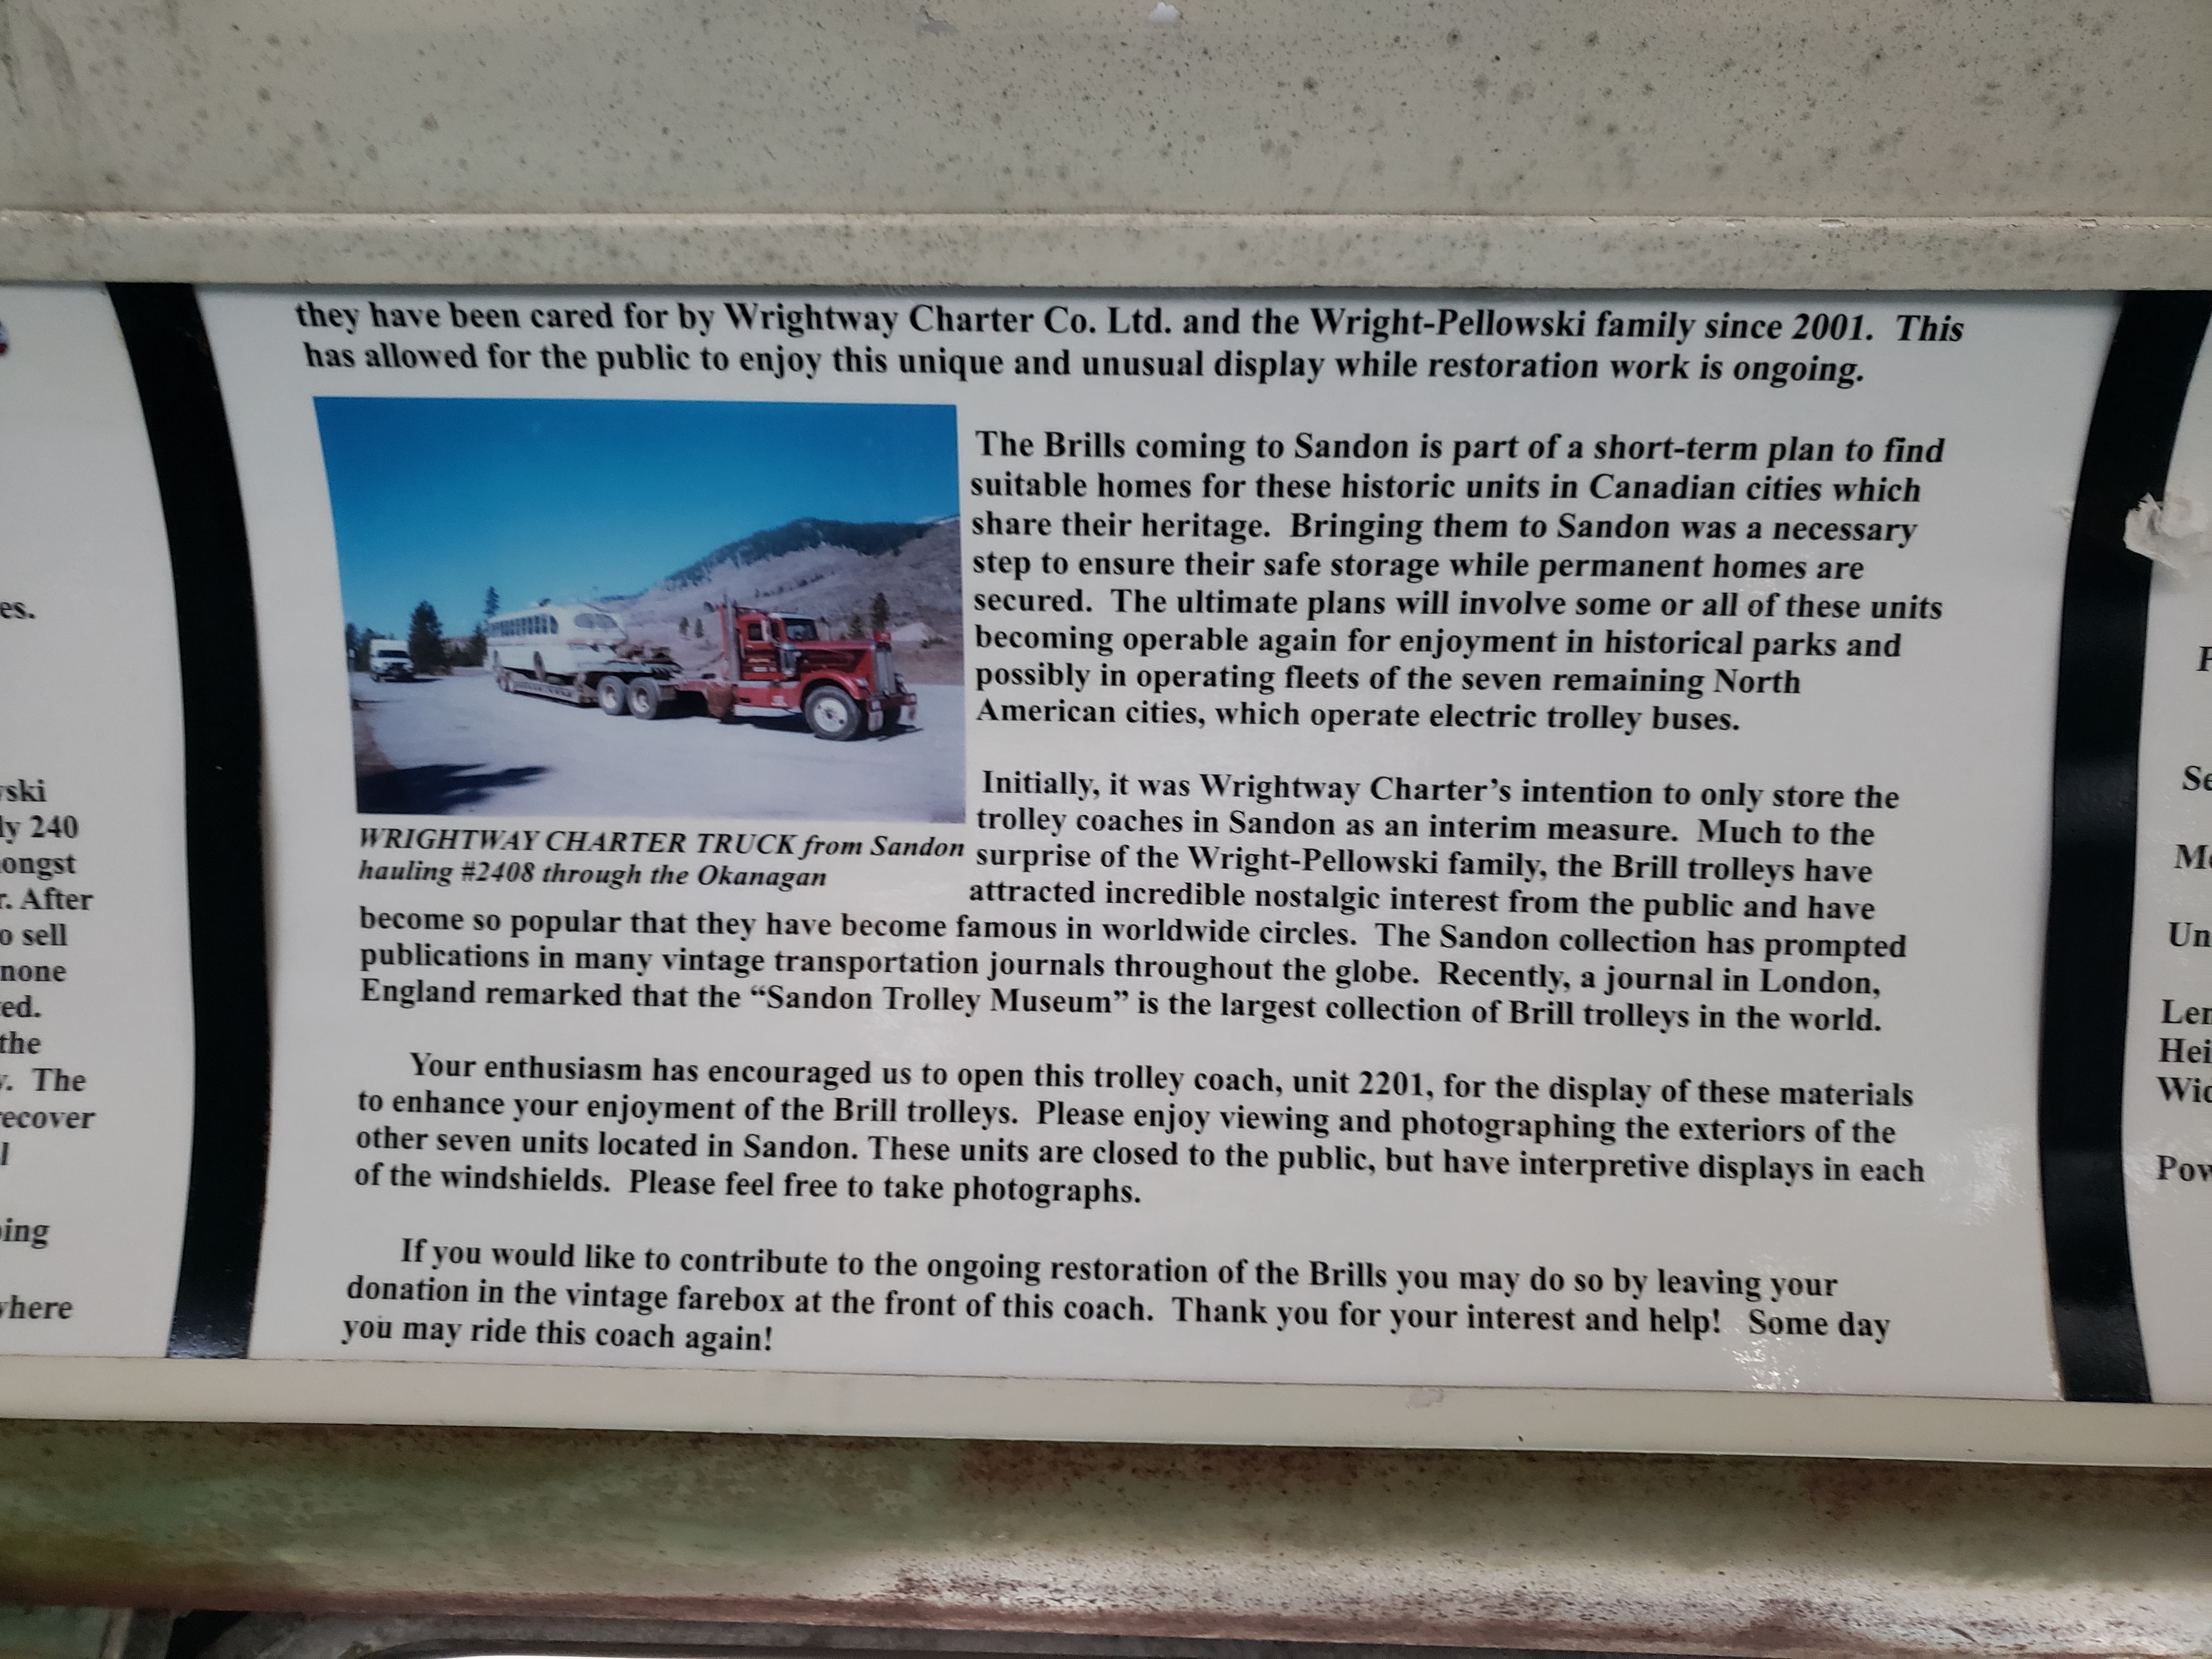 they have been cared for by Wrightway Charter Co. Ltd. and the Wright-Pellowski family since 2001. This
has allowed for the public to enjoy this unique and unusual display while restoration work is ongoing.
The Brills coming to Sandon is part of a short-term plan to find
suitable homes for these historic units in Canadian cities which
share their heritage. Bringing them to Sandon was a necessary
step to ensure their safe storage while permanent homes are
secured. The ultimate plans will involve some or all of these units
becoming operable again for enjoyment in historical parks and
possibly in operating fleets of the seven remaining North
American cities, which operate electric trolley buses.
WRIGHTWAY CHARTER TRUCK from Sandon
hauling #2408 through the Okanagan
Initially, it was Wrightway Charter's intention to only store the
trolley coaches in Sandon as an interim measure. Much to the
surprise of the Wright-Pellowski family, the Brill trolleys have
attracted incredible nostalgic interest from the public and have
become so popular that they have become famous in worldwide circles. The Sandon collection has prompted
publications in many vintage transportation journals throughout the globe. Recently, a journal in London,
England remarked that the “Sandon Trolley Museum” is the largest collection of Brill trolleys in the world.
Your enthusiasm has encouraged us to open this trolley coach, unit 2201, for the display of these materials
to enhance your enjoyment of the Brill trolleys. Please enjoy viewing and photographing the exteriors of the
other seven units located in Sandon. These units are closed to the public, but have interpretive displays in each
of the windshields. Please feel free to take photographs.
If you would like to contribute to the ongoing restoration of the Brills you may do so by leaving your
donation in the vintage farebox at the front of this coach. Thank you for your interest and help! Some day
you may ride this coach again!
240
. After
sell
none
the
. The